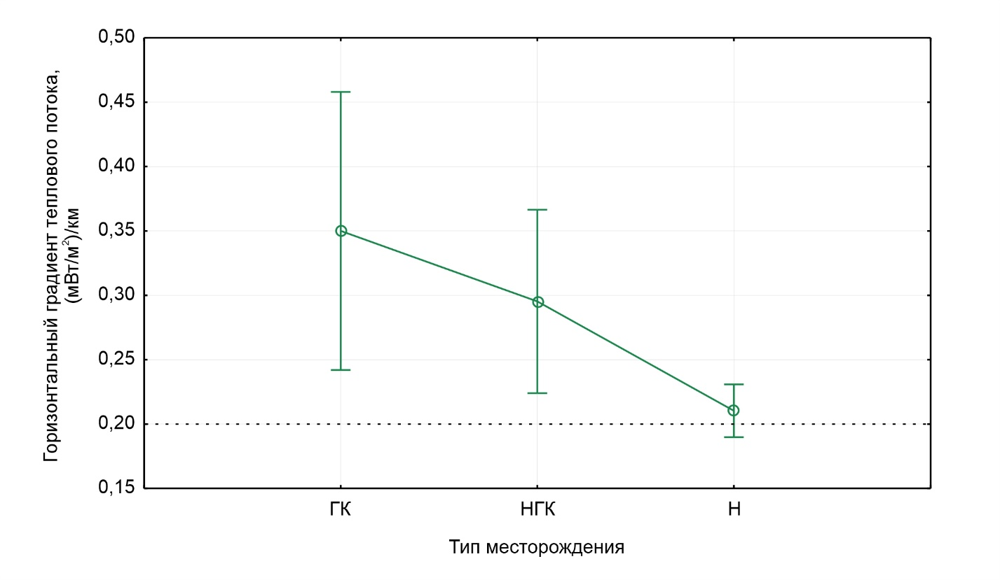 0,50
0,45
0,40
0,35
0,30
0,25
0,20
0,15
Горизонтальный градиент теплового потока,
(мВт/м²)/км
ГК
НГК
Н
Тип месторождения